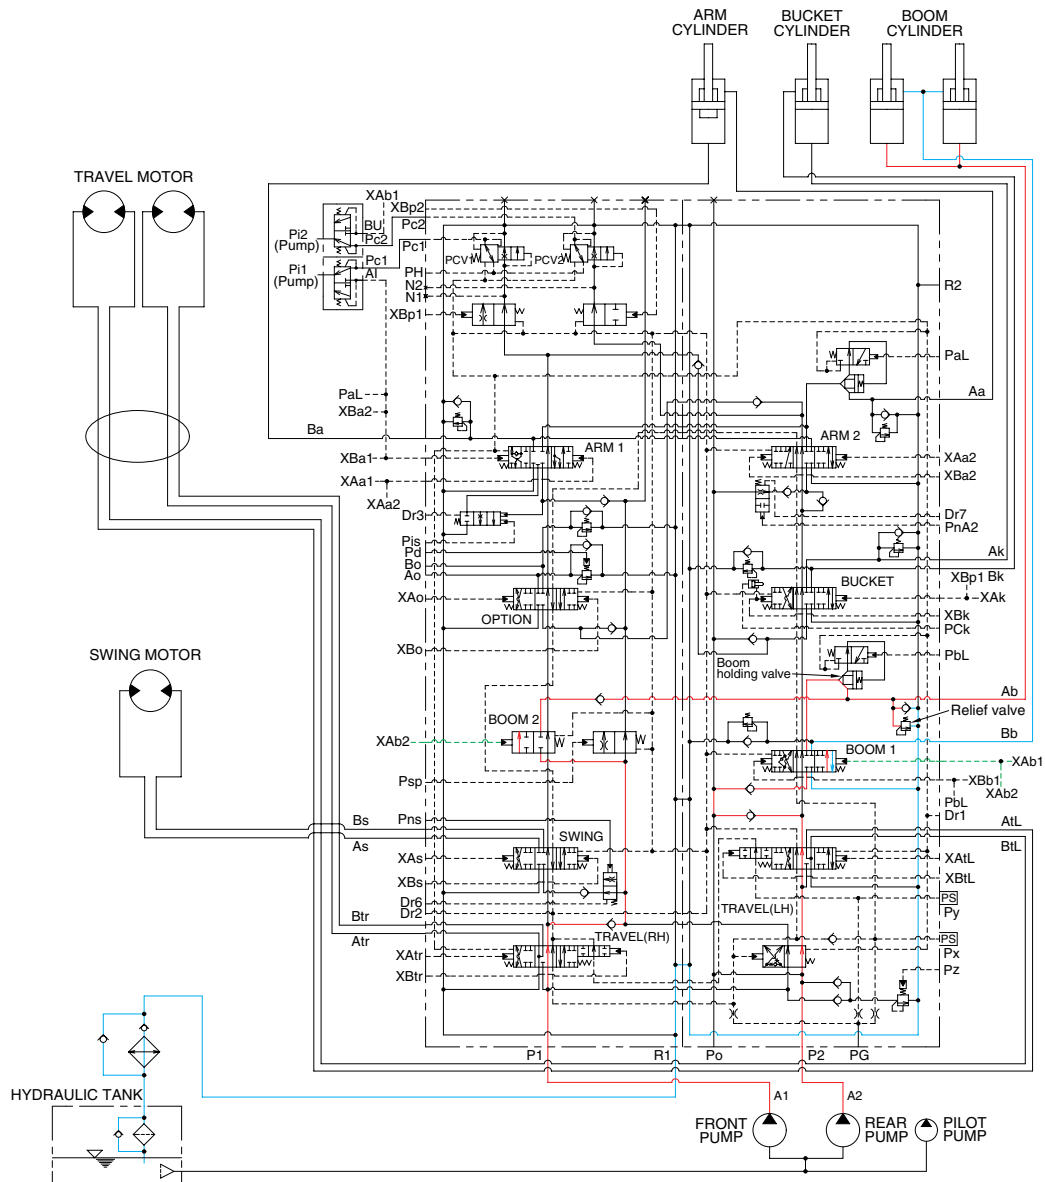 ARM
CYLINDER
BUCKET
CYLINDER
BOOM
CYLINDER
TRAVEL MOTOR
XAb1
XBp2
BU
Pc2
Pc2
Pi2
(Pump)
Pc1
Pc1
AI
Pi1
(Pump)
PCV1
PCV2
PH
N2
N1
XBp1
R2
PaL
Aa
PaL
XBa2
Ba
ARM 1
ARM 2
XBa1
XAa2
XAa1
XBa2
XAa2
Dr3
Dr7
PnA2
Pis
Pd
Bo
Ao
Ak
XBp1
Bk
BUCKET
XAo
XAk
OPTION
XBk
PCk
XBo
PbL
Boom
holding valve
SWING MOTOR
Ab
Relief valve
BOOM 2
Bb
XAb2
BOOM 1
XAb1
Psp
XBb1
PbL
XAb2
Dr1
Pns
Bs
AtL
As
SWING
BtL
XAs
XAtL
XBs
XBtL
Dr6
Dr2
PS
Py
TRAVEL(LH)
Btr
TRAVEL(RH)
PS
Atr
Px
XAtr
Pz
XBtr
P1
R1
Po
P2
PG
HYDRAULIC TANK
A1
A2
FRONT
PUMP
REAR
PUMP
PILOT
PUMP